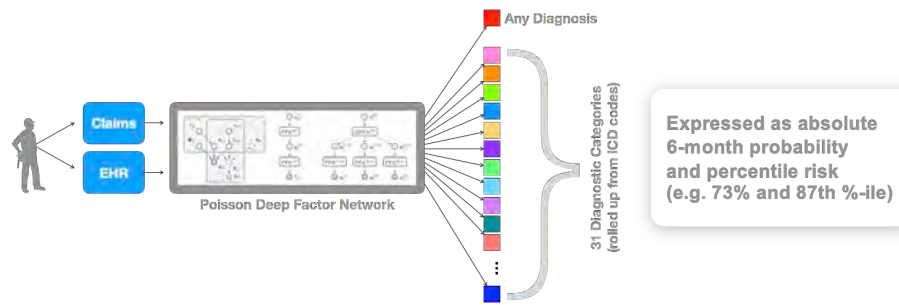 Any Diagnosis
Claims
EHR
Poisson Deep Factor Network
31 Diagnostic Categories
(rolled up from ICD codes)
Expressed as absolute
6-month probability
and percentile risk
(e.g. 73% and 87th %-ile)